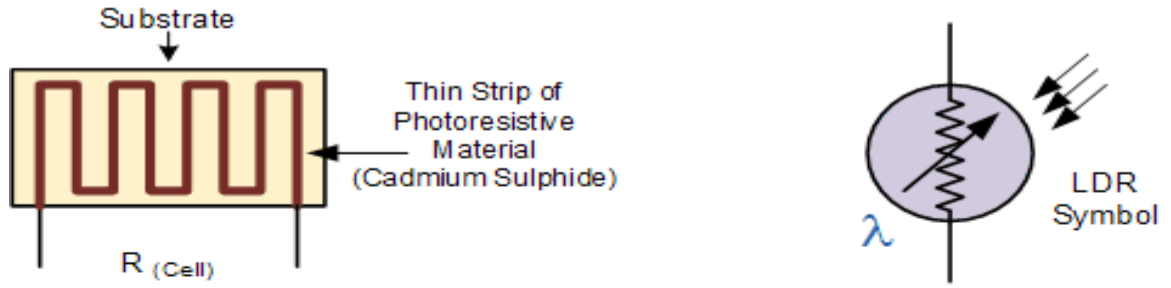 Substrate
Thin Strip of
Photoresistive
Material
(Cadmium Sulphide)
R (Cell)
λ
LDR
Symbol